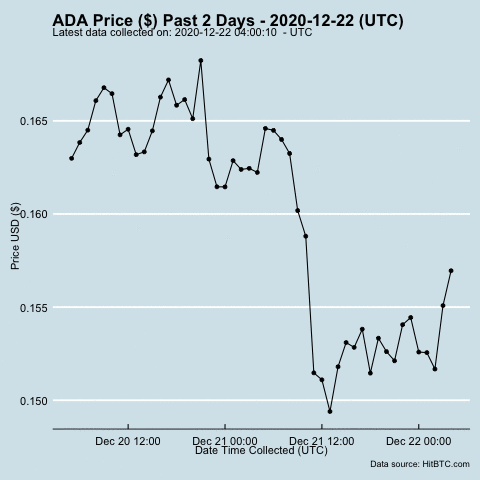 ADA Price ($) Past 2 Days - 2020-12-22 (UTC)
Latest data collected on: 2020-12-22 04:00:10 - UTC
0.165
0.160
0.155
0.150
Price USD ($)
Dec 20 12:00 Dec 21 00:00 Dec 21 12:00 Dec 22 00:00
Date Time Collected (UTC)
Data source: HitBTC.com